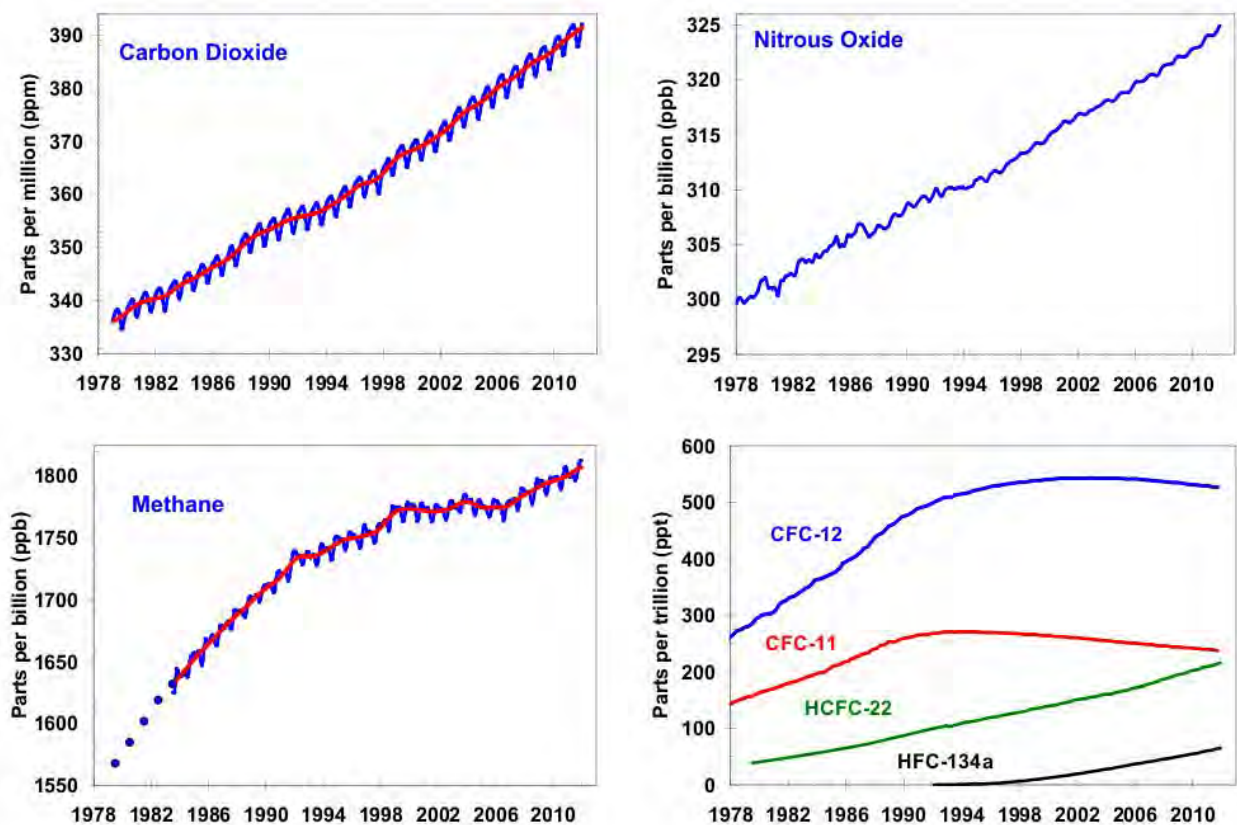 Carbon Dioxide
Parts per million (ppm)
390
380
370
360
350
340
330
1978 1982 1986 1990 1994 1998 2002 2006 2010
Nitrous Oxide
Parts per billion (ppb)
325
320
315
310
305
300
295
1978 1982 1986 1990 1994 1998 2002 2006 2010
Methane
Parts per billion (ppb)
1800
1750
1700
1650
1600
1550
1978 1982 1986 1990 1994 1998 2002 2006 2010
Parts per trillion (ppt)
600
500
400
300
200
100
0
CFC-12
CFC-11
HCFC-22
HFC-134a
1978 1982 1986 1990 1994 1998 2002 2006 2010